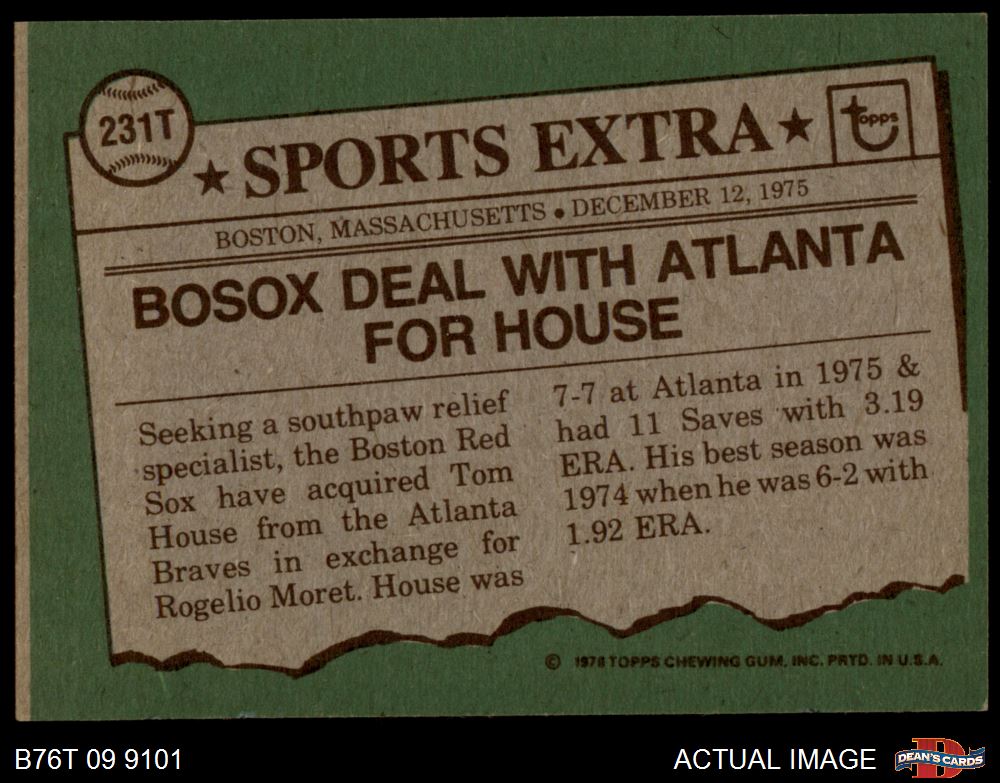 231T
★ SPORTS EXTRA ★
topps
BOSTON, MASSACHUSETTS • DECEMBER 12, 1975
BOSOX DEAL WITH ATLANTA
FOR HOUSE
Seeking a southpaw relief
specialist, the Boston Red
Sox have acquired Tom
House from the Atlanta
Braves in exchange for
Rogelio Moret. House was
7-7 at Atlanta in 1975 &
had 11 Saves with 3.19
ERA. His best season was
1974 when he was 6-2 with
1.92 ERA.
© 1976 TOPPS CHEWING GUM, INC. PRTD. IN U.S.A.
B76T 09 9101
ACTUAL IMAGE
DEAN'S CARDS